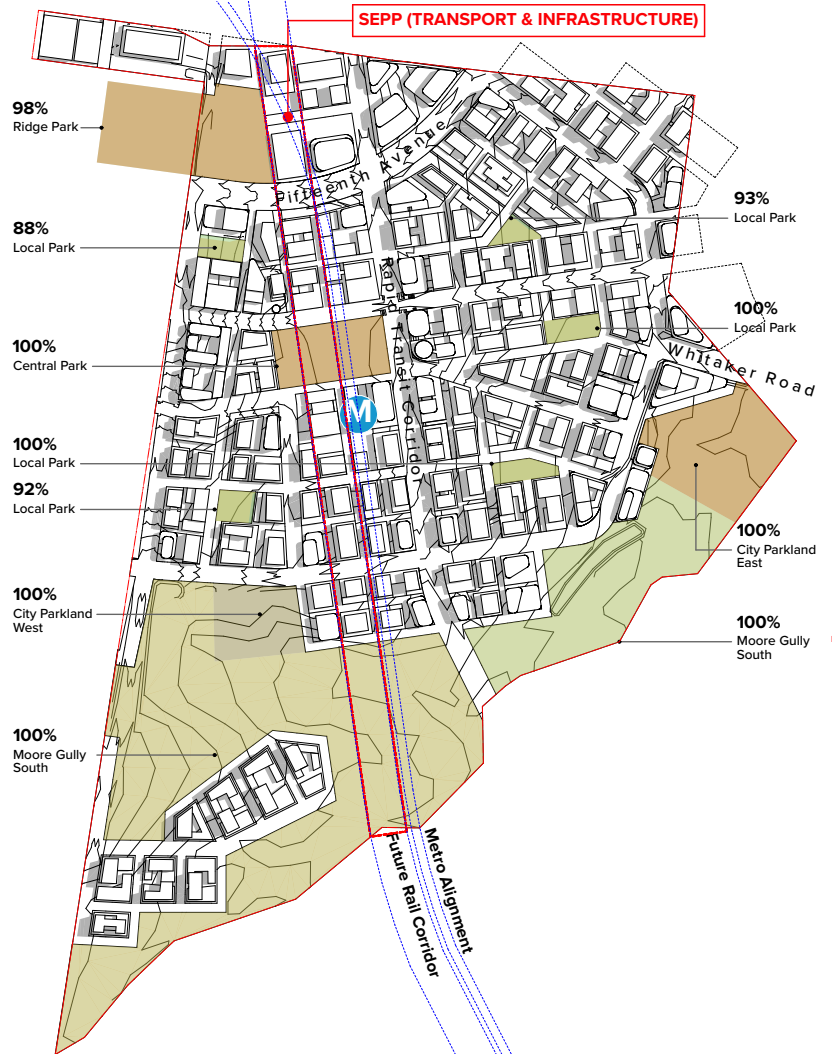 SEPP (TRANSPORT & INFRASTRUCTURE)
98%
Ridge Park
Fifteenth Avenue
93%
Local Park
88%
Local Park
Rapid Transit Corridor
100%
Local Park
100%
Central Park
Whitaker Road
M
100%
Local Park
92%
Local Park
100%
City Parkland
East
100%
City Parkland
West
100%
Moore Gully
South
100%
Moore Gully
South
Metro Alignment
Future Rail Corridor